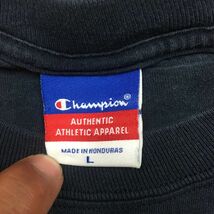 Champion
AUTHENTIC
ATHLETIC APPAREL
MADE IN HONDURAS
L